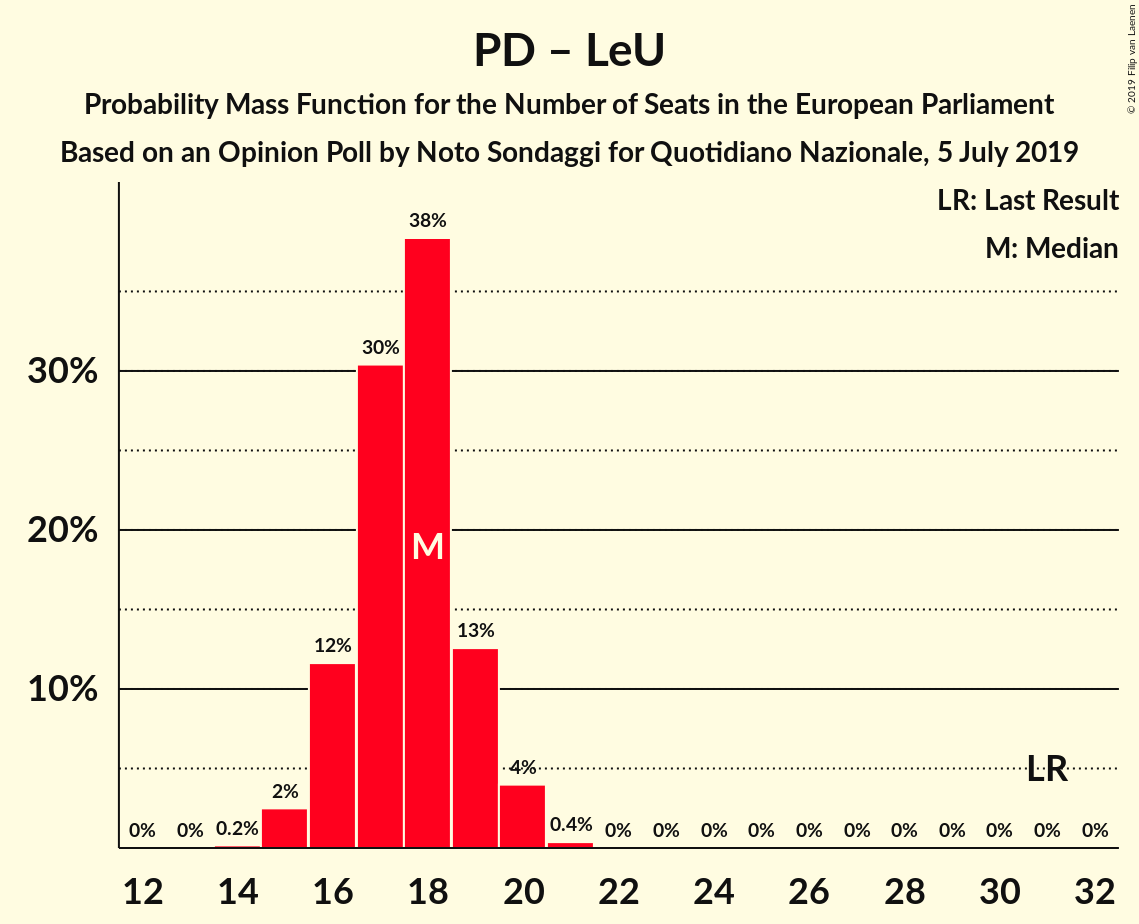 © 2019 Filip van Laenen
PD – LeU
Probability Mass Function for the Number of Seats in the European Parliament
Based on an Opinion Poll by Noto Sondaggi for Quotidiano Nazionale, 5 July 2019
LR: Last Result
M: Median
38%
30%
30%
20%
M
13%
12%
10%
LR
4%
2%
0% 0% 0.2% 0.4% 0% 0% 0% 0% 0% 0% 0% 0% 0% 0% 0%
12 14 16 18 20 22 24 26 28 30 32